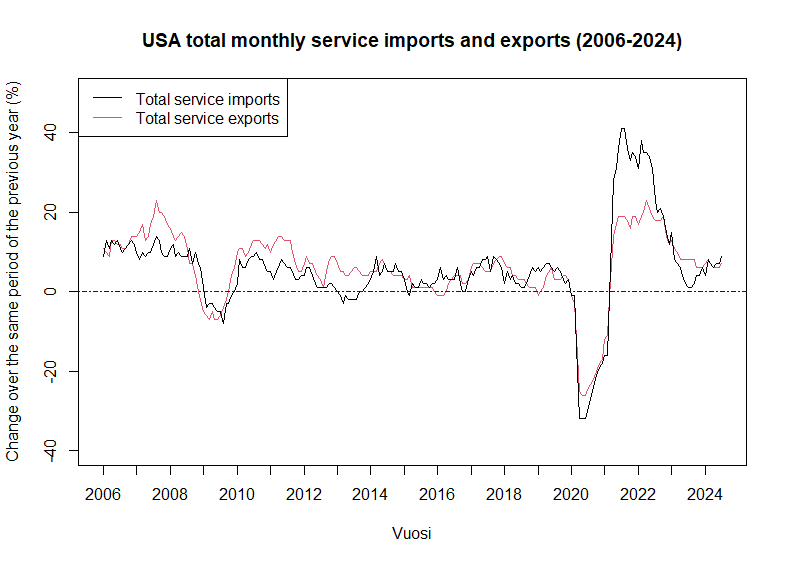 USA total monthly service imports and exports (2006-2024)
Change over the same period of the previous year (%)
Total service imports
Total service exports
40
20
0
-20
-40
2006 2008 2010 2012 2014 2016 2018 2020 2022 2024
Vuosi